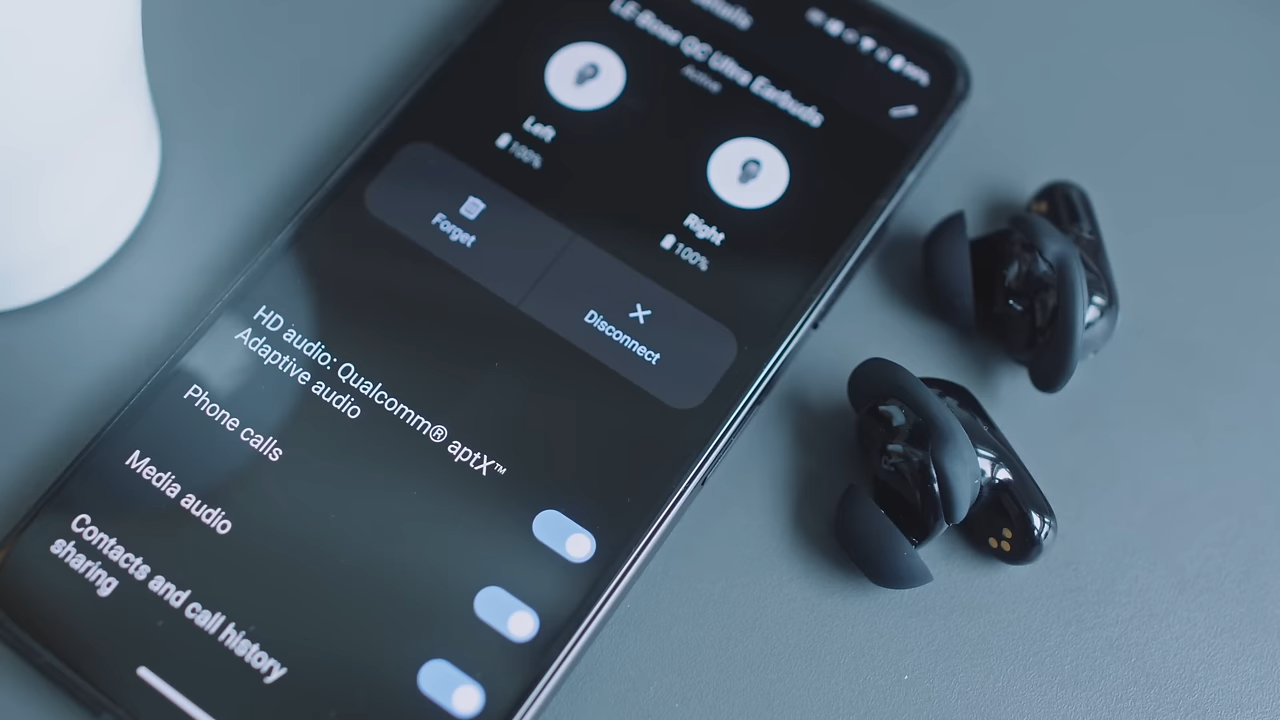 LE-Bose QC Ultra Earbuds
Active
Left
100%
Right
100%
Forget
Disconnect
HD audio: Qualcomm® aptX™
Adaptive audio
Phone calls
Media audio
Contacts and call history
sharing